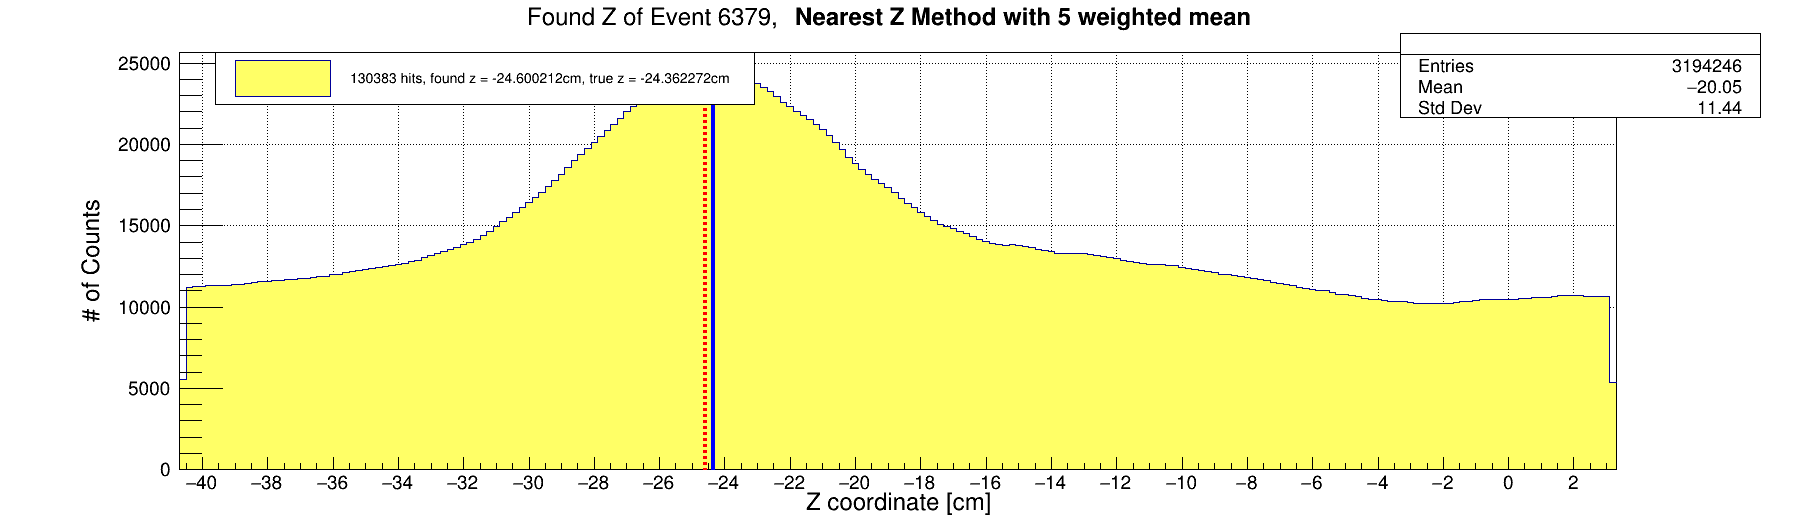 Found Z of Event 6379, Nearest Z Method with 5 weighted mean
130383 hits, found z = -24.600212cm, true z = -24.362272cm
Entries 3194246
Mean −20.05
Std Dev 11.44
# of Counts
25000
20000
15000
10000
5000
0
−40 −38 −36 −34 −32 −30 −28 −26 −24 −22 −20 −18 −16 −14 −12 −10 −8 −6 −4 −2 0 2
Z coordinate [cm]